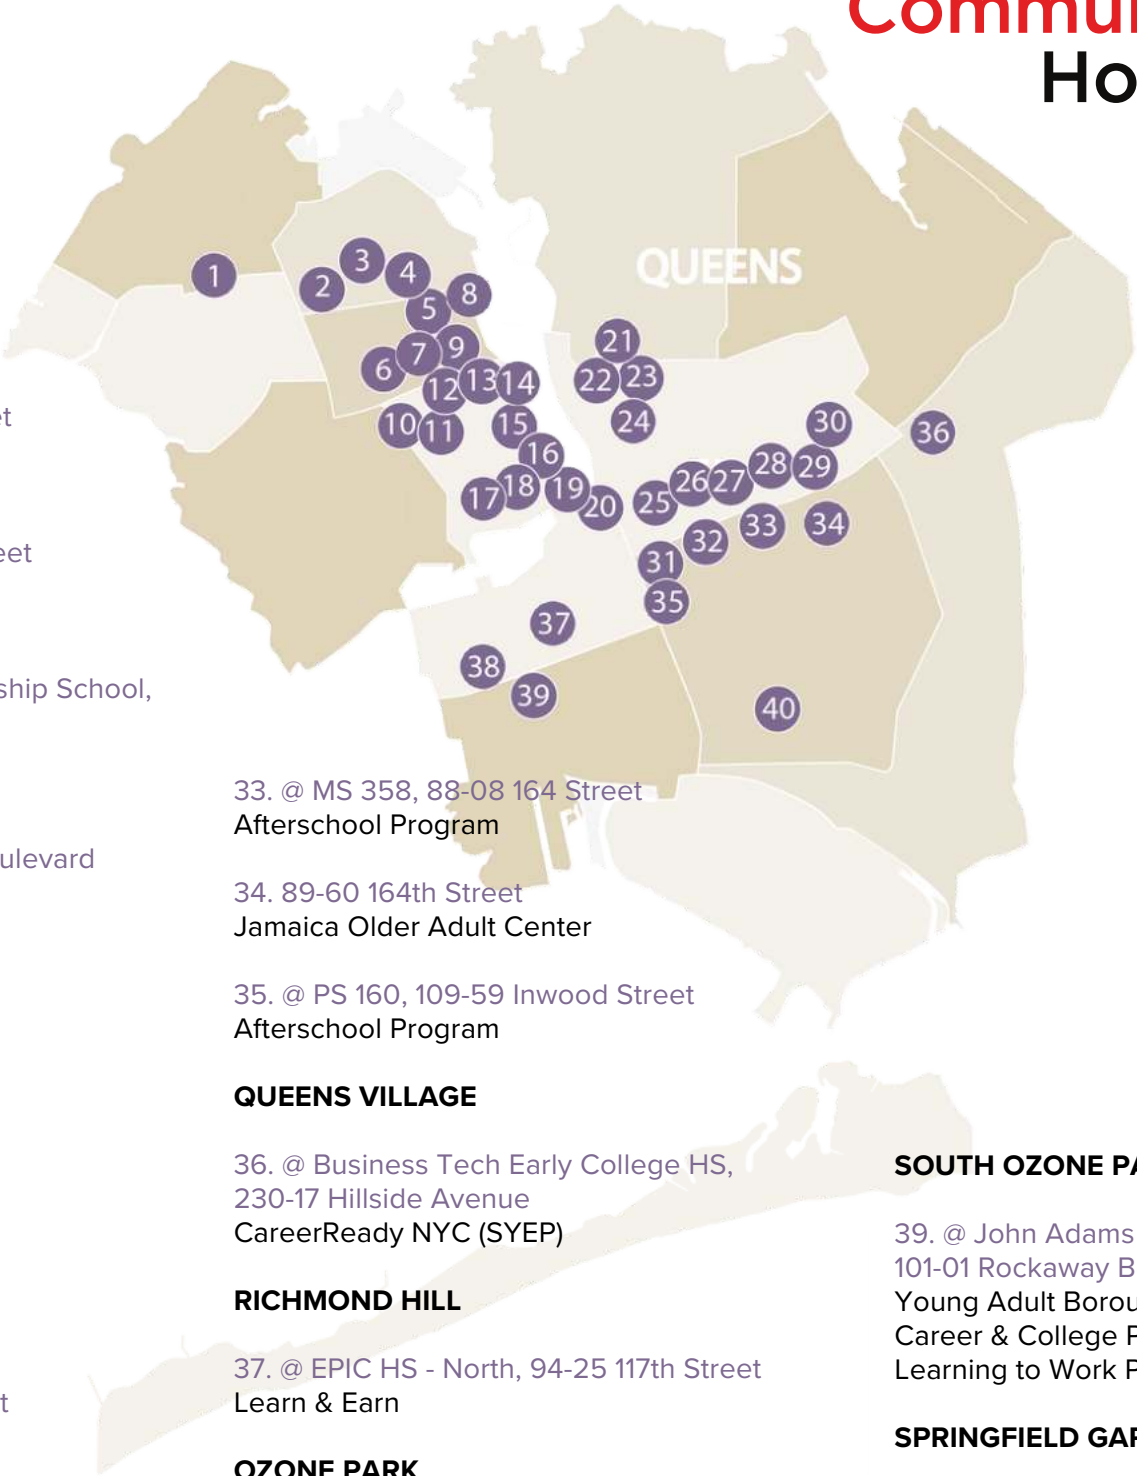 Commu
Ho
QUEENS
1
2
3
4
5
8
6
7
9
12
13
14
10
11
15
16
17
18
19
20
21
22
23
24
25
26
27
28
29
30
36
31
32
33
34
35
37
38
39
40
t
eet
ship School,
ulevard
t
33. @ MS 358, 88-08 164 Street
Afterschool Program
34. 89-60 164th Street
Jamaica Older Adult Center
35. @ PS 160, 109-59 Inwood Street
Afterschool Program
QUEENS VILLAGE
36. @ Business Tech Early College HS,
230-17 Hillside Avenue
CareerReady NYC (SYEP)
RICHMOND HILL
37. @ EPIC HS - North, 94-25 117th Street
Learn & Earn
OZONE PARK
SOUTH OZONE PA
39. @ John Adams
101-01 Rockaway B
Young Adult Borou
Career & College P
Learning to Work P
SPRINGFIELD GAR